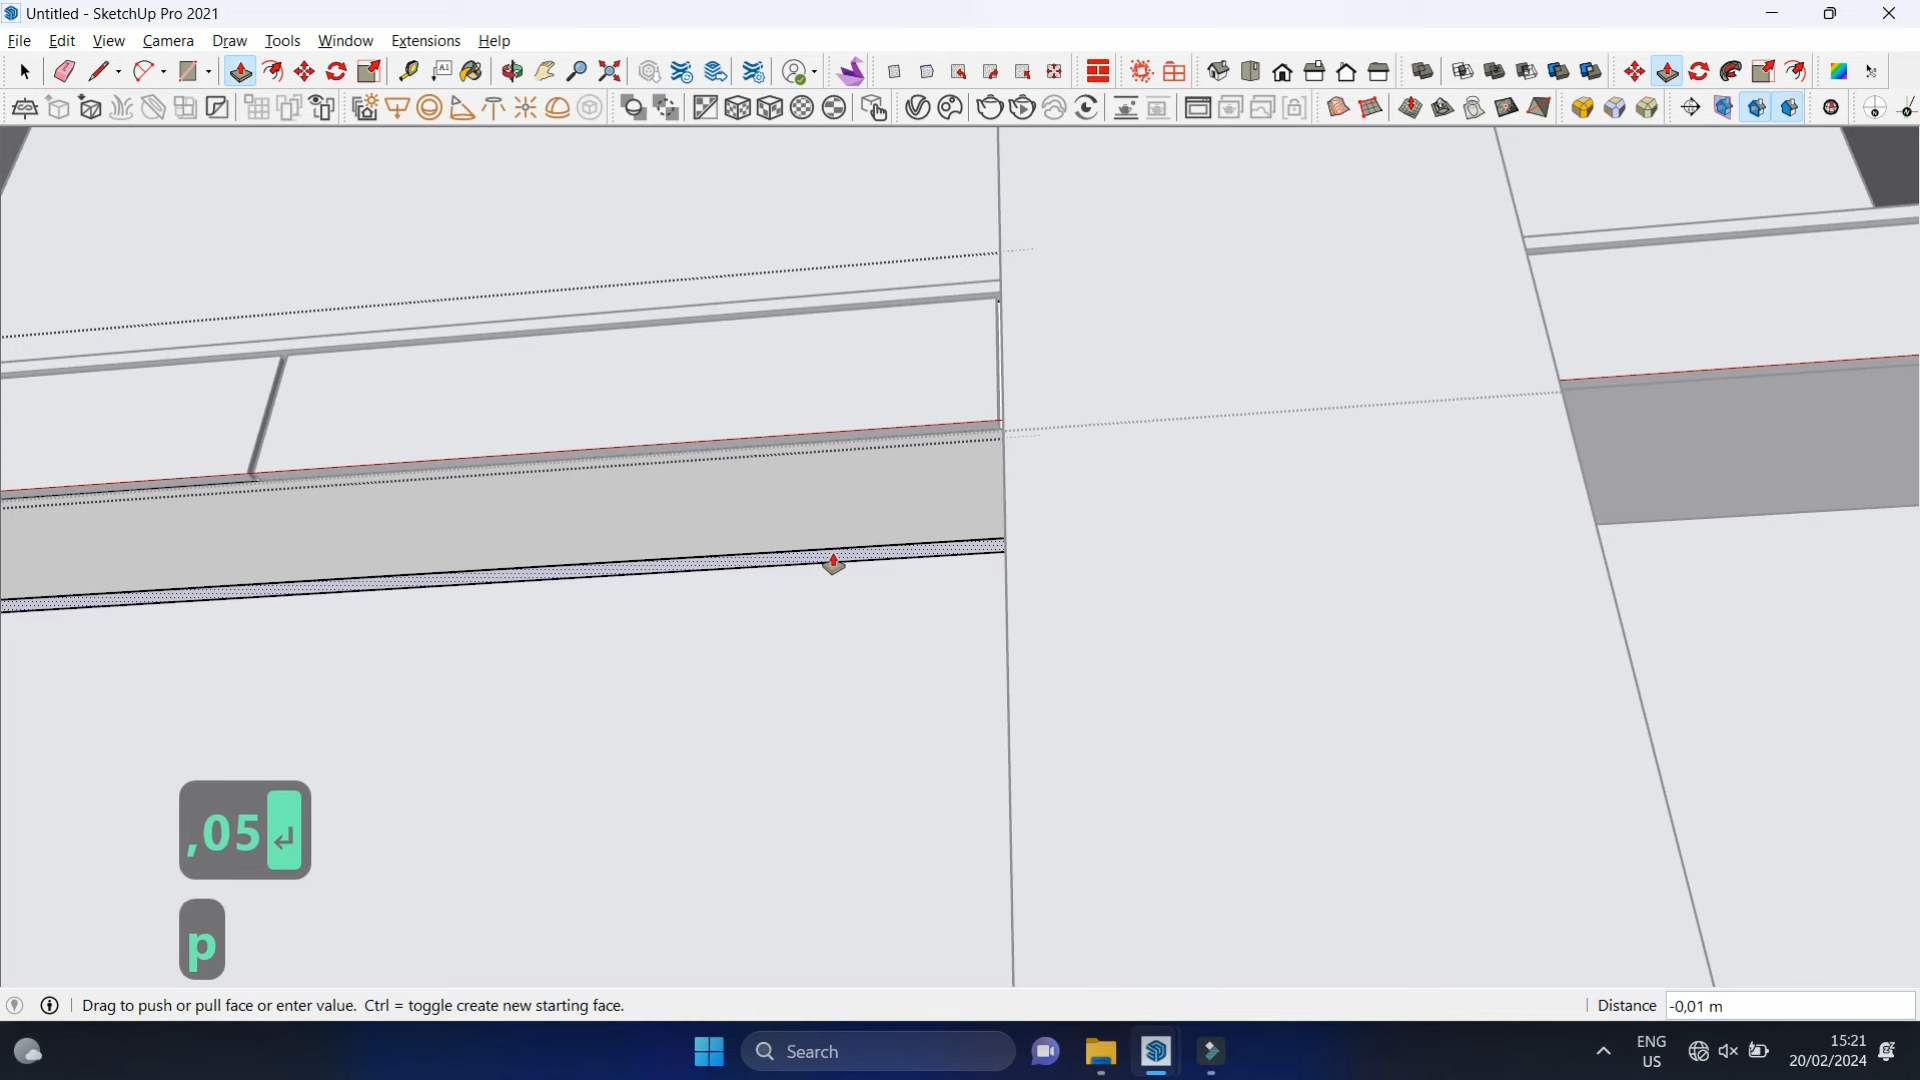 Untitled - SketchUp Pro 2021
File Edit View Camera Draw Tools Window Extensions Help
,05↵
p
Drag to push or pull face or enter value. Ctrl = toggle create new starting face.
Distance -0,01 m
Search
ENG
US
15:21
20/02/2024